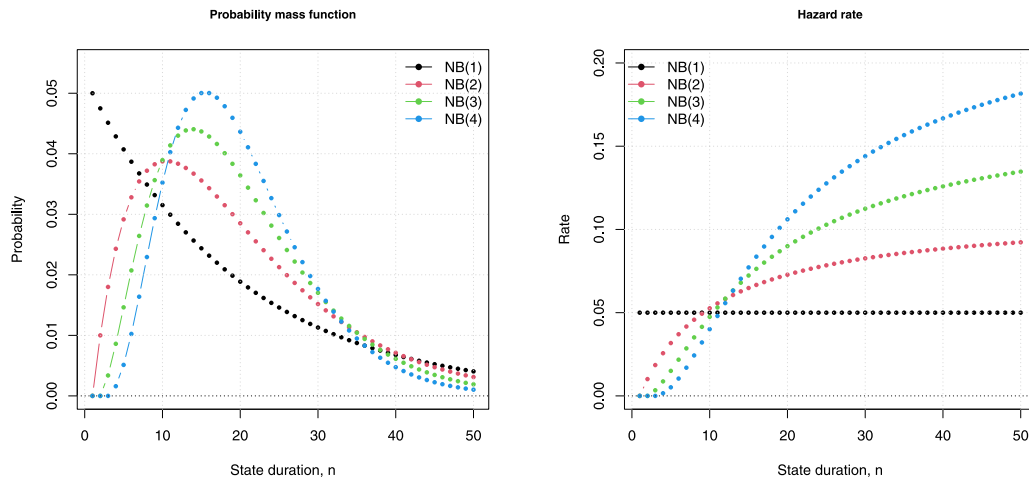 Probability mass function
NB(1)
NB(2)
NB(3)
NB(4)
Probability
0.05
0.04
0.03
0.02
0.01
0.00
0 10 20 30 40 50
State duration, n
Hazard rate
NB(1)
NB(2)
NB(3)
NB(4)
Rate
0.20
0.15
0.10
0.05
0.00
0 10 20 30 40 50
State duration, n